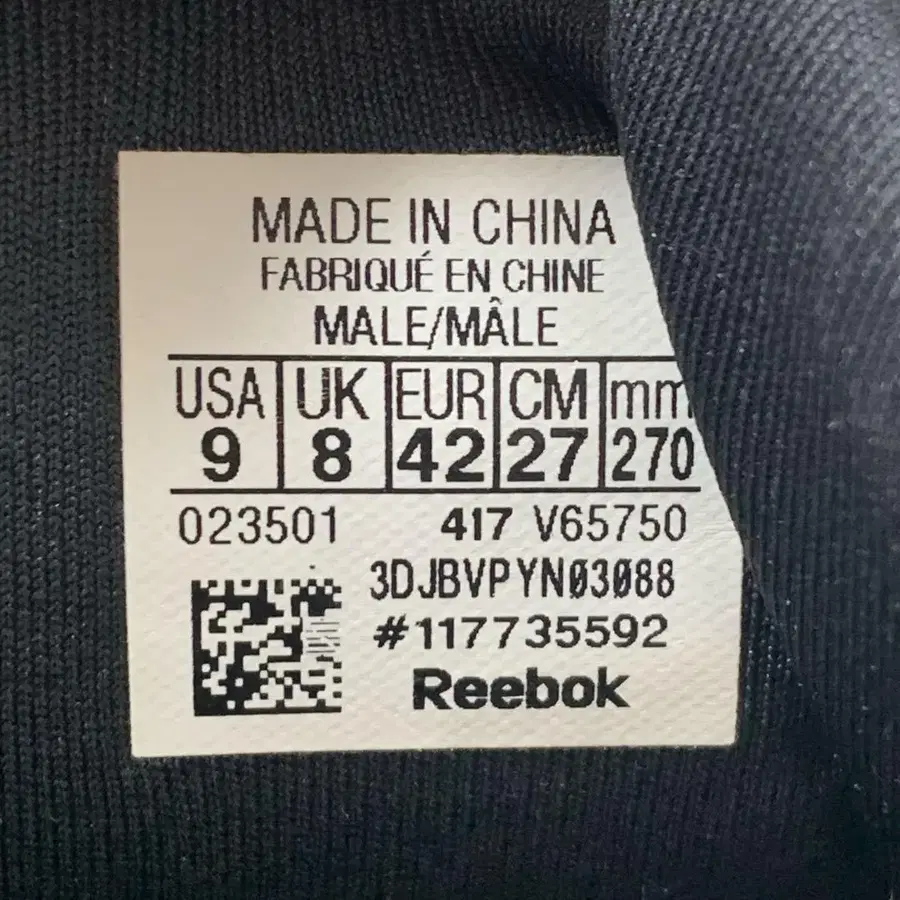 MADE IN CHINA
FABRIQUÉ EN CHINE
MALE/MÂLE
USA UK EUR CM mm
9 8 42 27 270
023501 417 V65750
3DJBVPYN03088
#117735592
Reebok